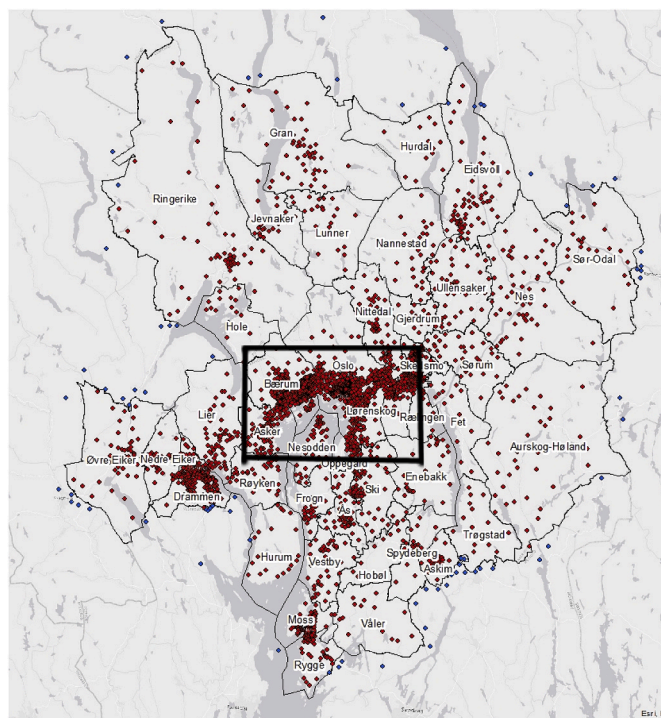 Gran
Hurdal
Eidsvoll
Ringerike
Jevnaker
Lunner
Nannestad
Sør-Odal
Ullensaker
Nes
Nittedal
Gjerdrum
Hole
Oslo
Skedsmo
Sørum
Bærum
Lier
Lørenskog
Rælingen
Fet
Asker
Nesodden
Aurskog-Høland
Øvre Eiker
Nedre Eiker
Oppegård
Enebakk
Røyken
Ski
Drammen
Frogn
Ås
Trøgstad
Hurum
Vestby
Spydeberg
Hobøl
Askim
Moss
Våler
Rygge
Esri,